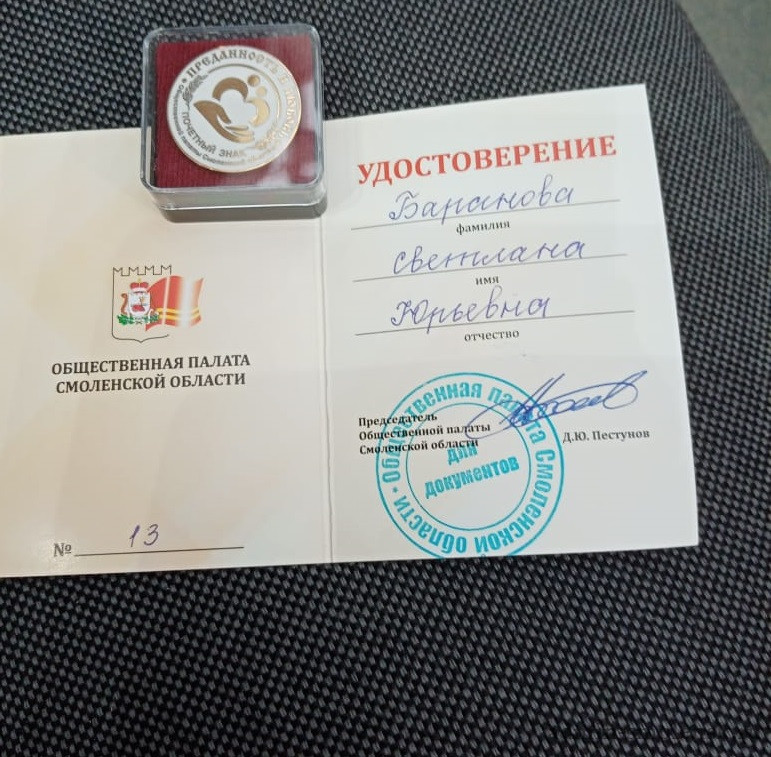 ПРЕДАННОСТЬ
ПОЧЕТНЫЙ ЗНАК
ОБЩЕСТВЕННАЯ ПАЛАТА
СМОЛЕНСКОЙ ОБЛАСТИ
№ 13
УДОСТОВЕРЕНИЕ
Баранова
фамилия
Светлана
имя
Юрьевна
отчество
Председатель
Общественной палаты
Смоленской области
Д.Ю. Пестунов
Общественная палата Смоленской области
Для
документов